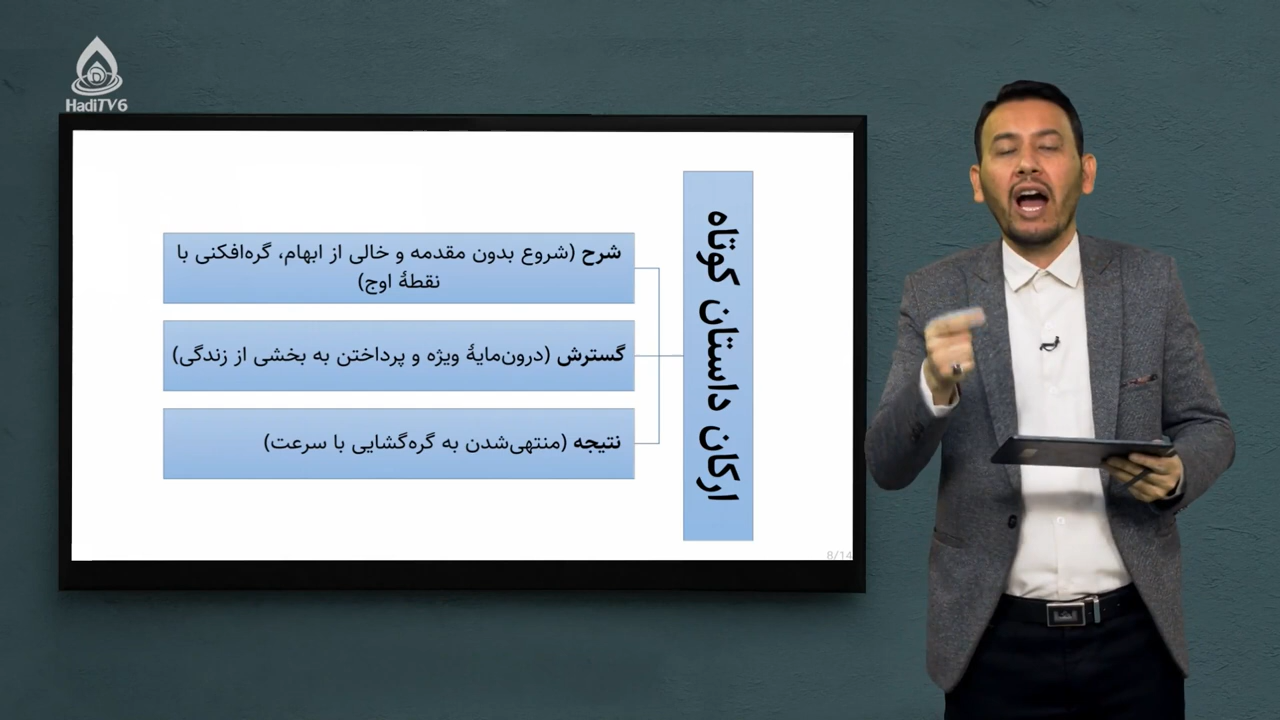 HadiTV6
ارکان داستان کوتاه
شرح (شروع بدون مقدمه و خالی از ابهام، گره‌افکنی با
نقطهٔ اوج)
گسترش (درون‌مایهٔ ویژه و پرداختن به بخشی از زندگی)
نتیجه (منتهی‌شدن به گره‌گشایی با سرعت)
8/14